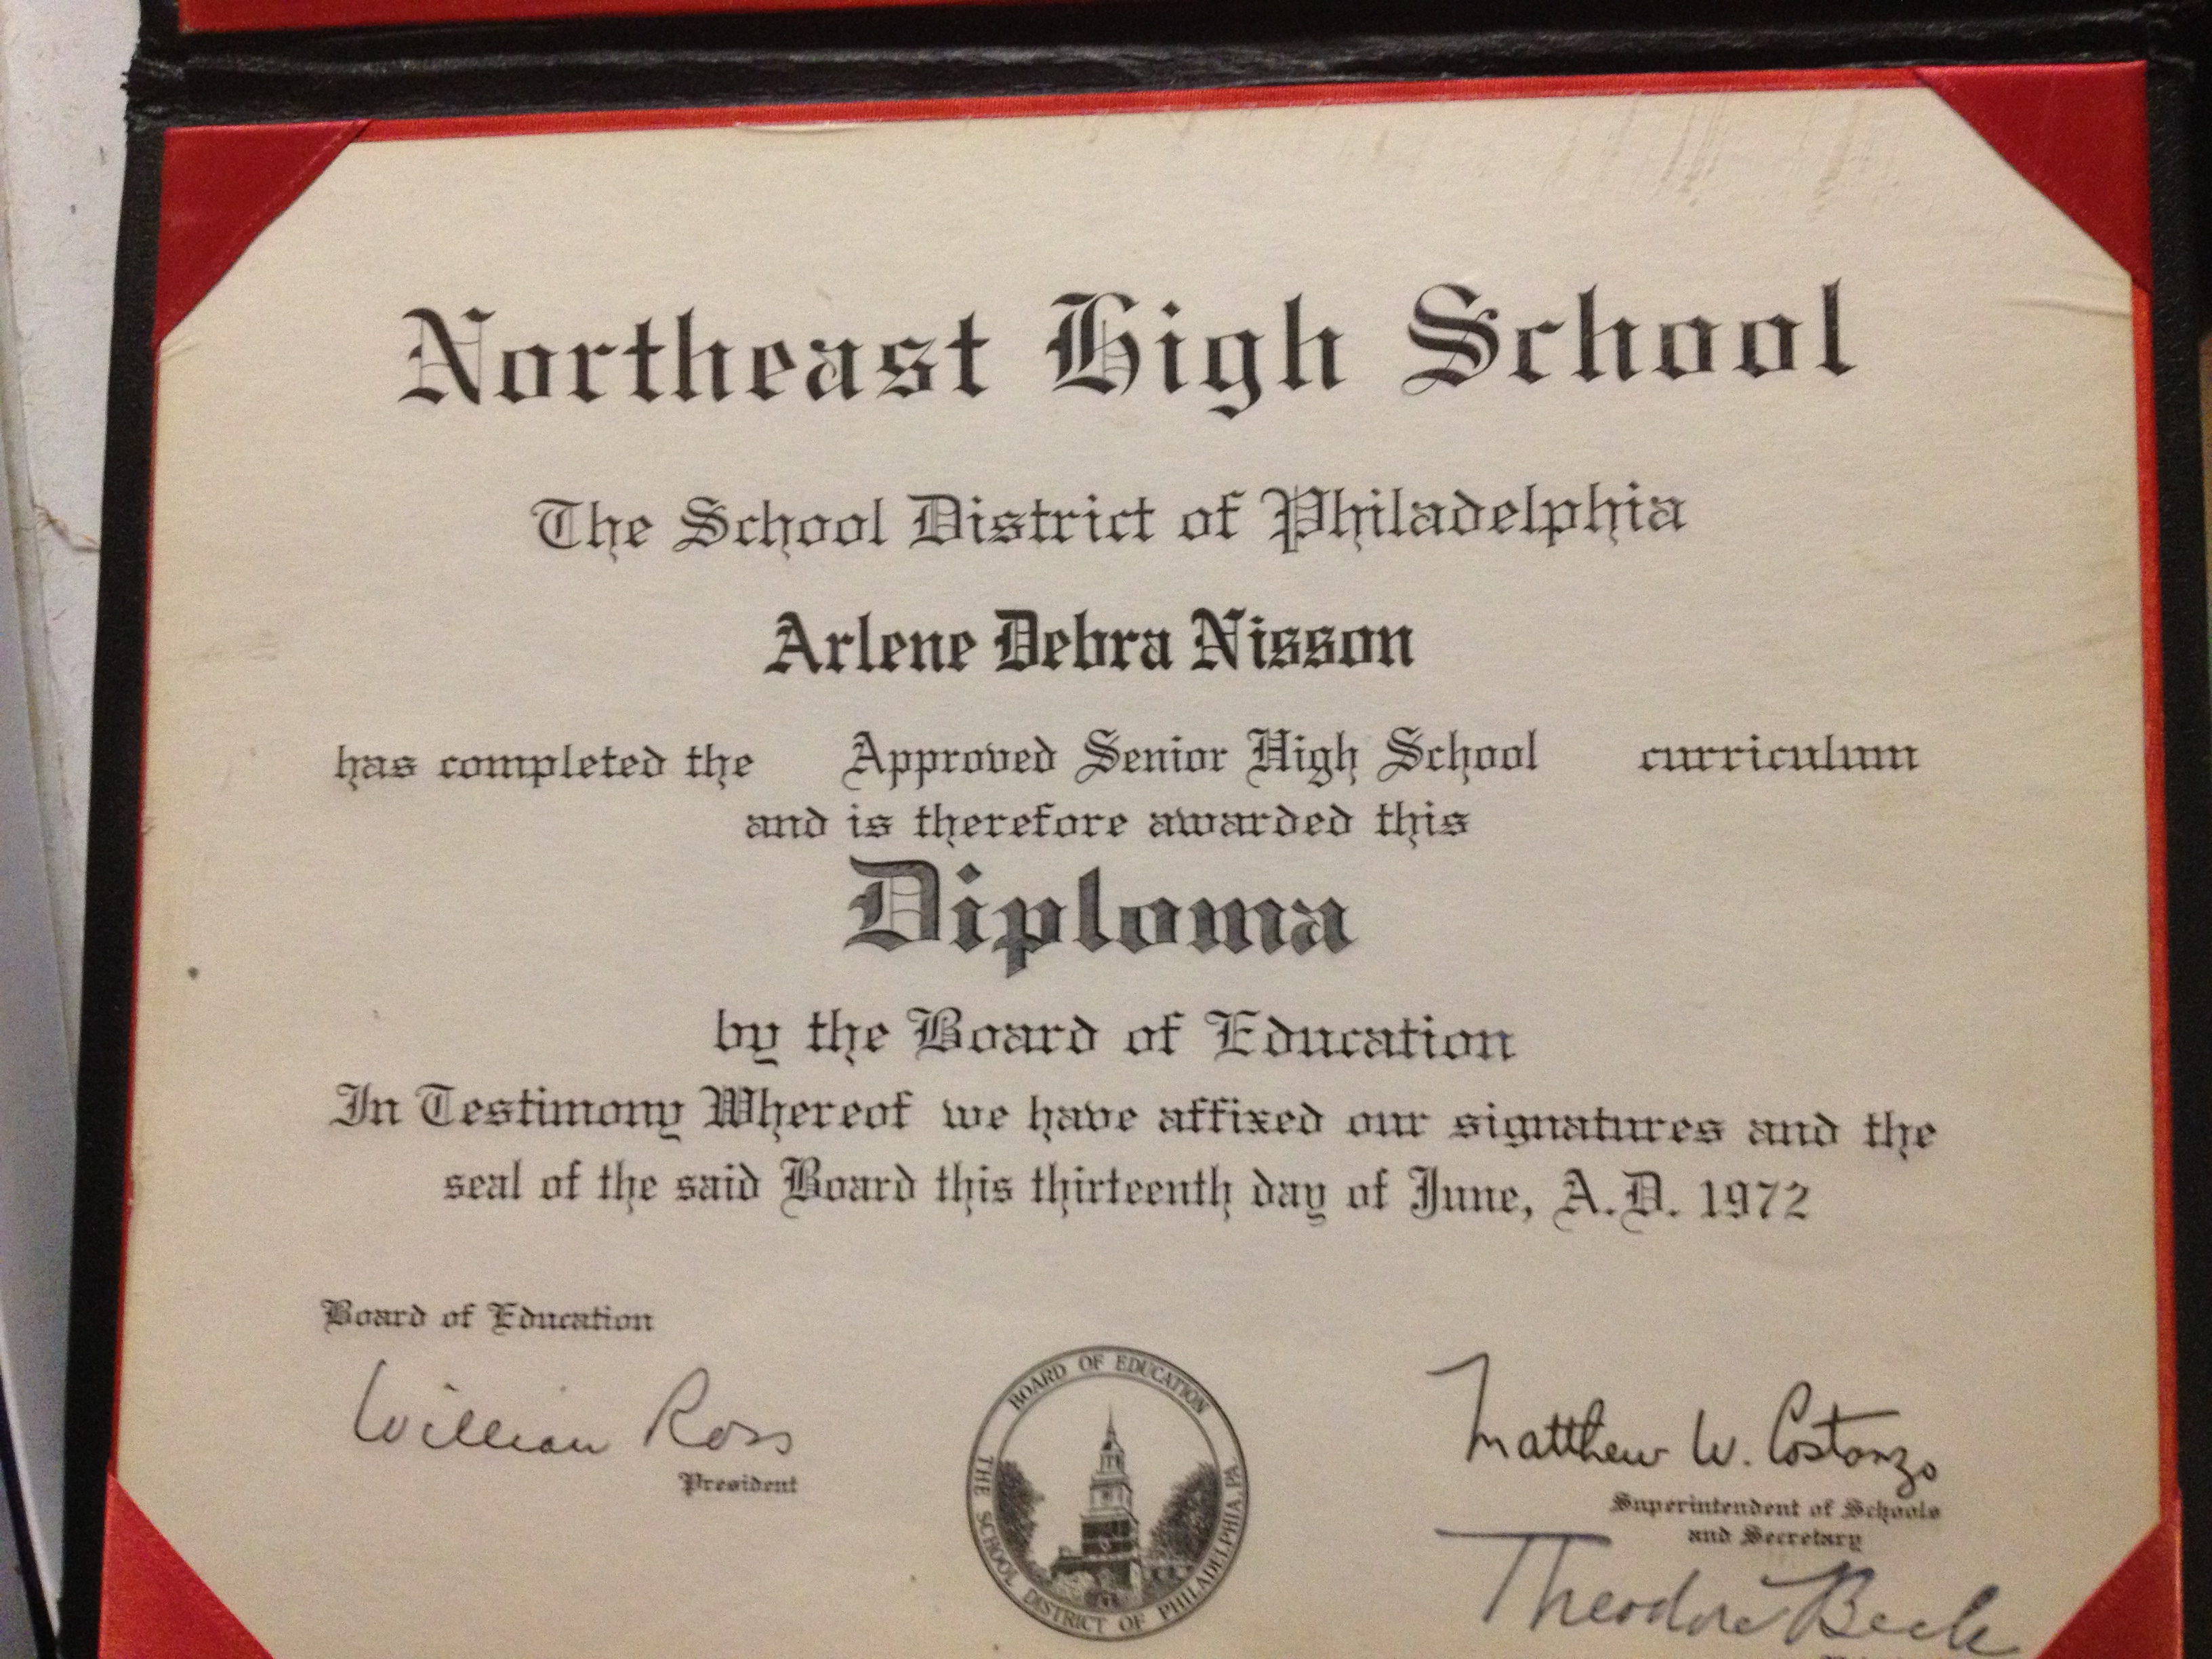 Northeast High School
The School District of Philadelphia
Arlene Debra Nisson
has completed the Approved Senior High School curriculum
and is therefore awarded this
Diploma
by the Board of Education
In Testimony Whereof we have affixed our signatures and the
seal of the said Board this thirteenth day of June, A.D. 1972
Board of Education
William Ross
President
BOARD OF EDUCATION
THE SCHOOL DISTRICT OF PHILADELPHIA, PA.
Matthew W. Costanzo
Superintendent of Schools
and Secretary
Theodore Beck